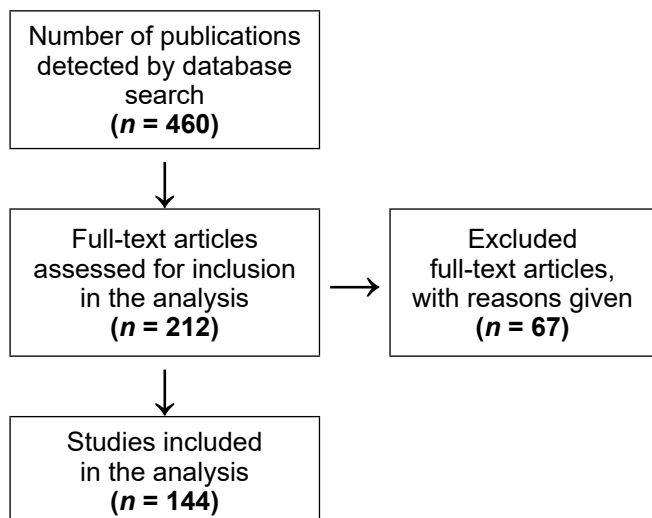 Number of publications
detected by database
search
(n = 460)
Full-text articles
assessed for inclusion
in the analysis
(n = 212)
Excluded
full-text articles,
with reasons given
(n = 67)
Studies included
in the analysis
(n = 144)